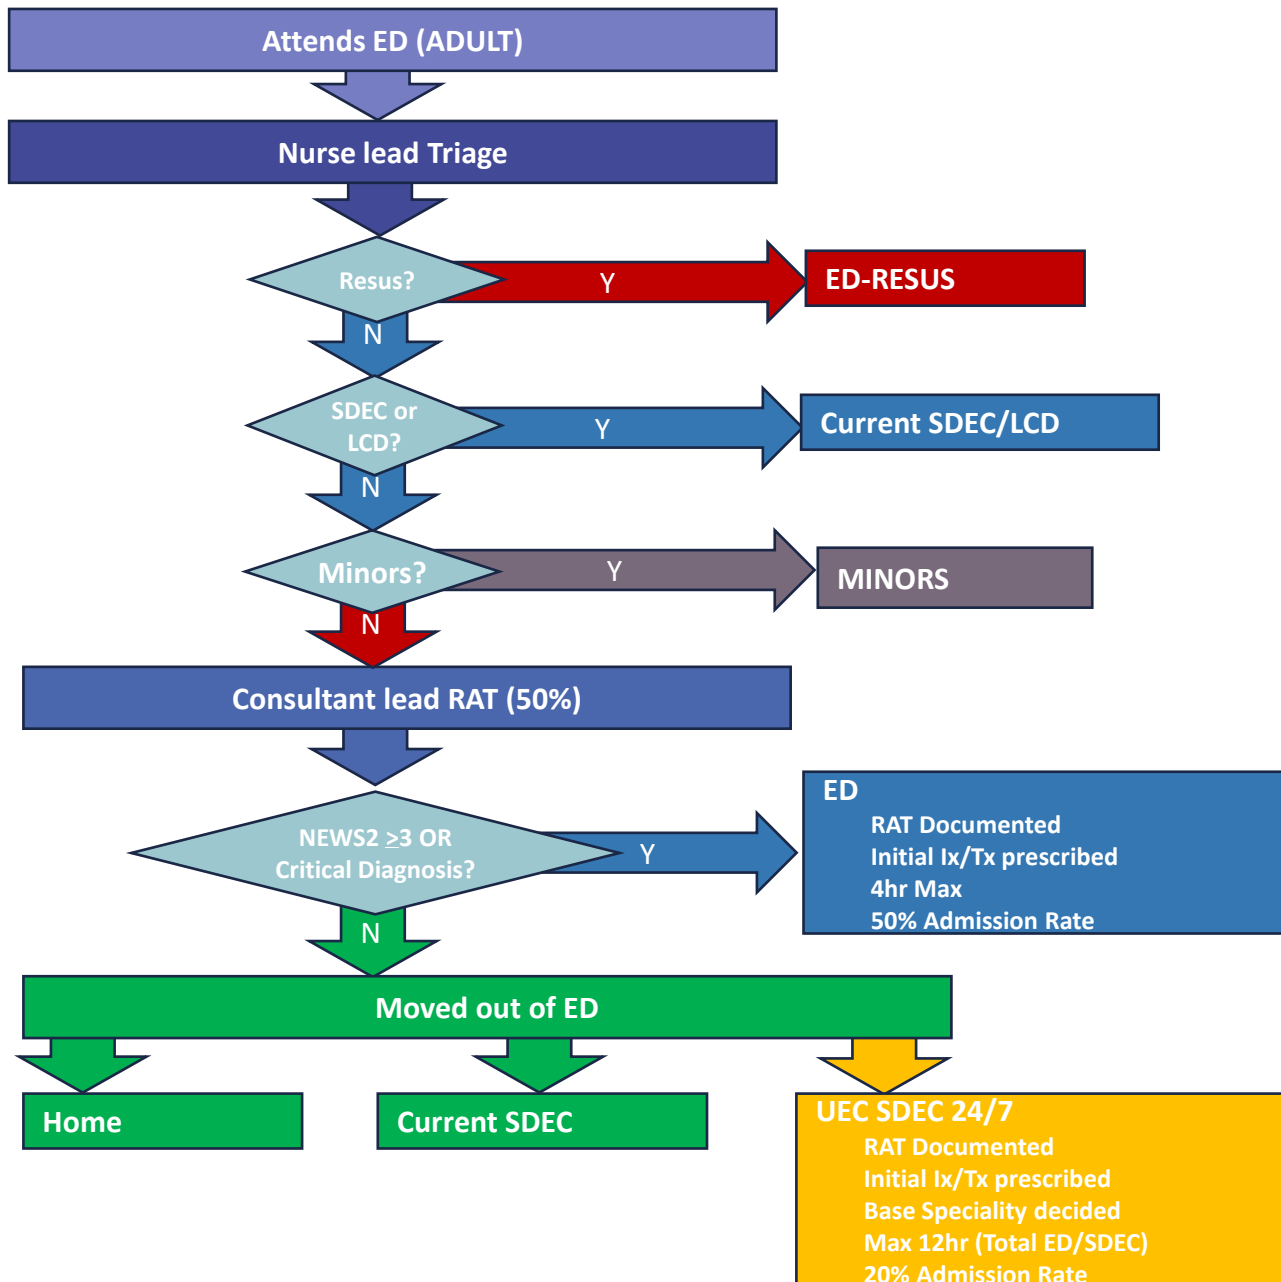 Attends ED (ADULT)
Nurse lead Triage
Resus?
Y
ED-RESUS
N
SDEC or
LCD?
Y
Current SDEC/LCD
N
Minors?
Y
MINORS
N
Consultant lead RAT (50%)
NEWS2 ≥3 OR
Critical Diagnosis?
Y
ED
RAT Documented
Initial Ix/Tx prescribed
4hr Max
50% Admission Rate
N
Moved out of ED
Home
Current SDEC
UEC SDEC 24/7
RAT Documented
Initial Ix/Tx prescribed
Base Speciality decided
Max 12hr (Total ED/SDEC)
20% Admission Rate